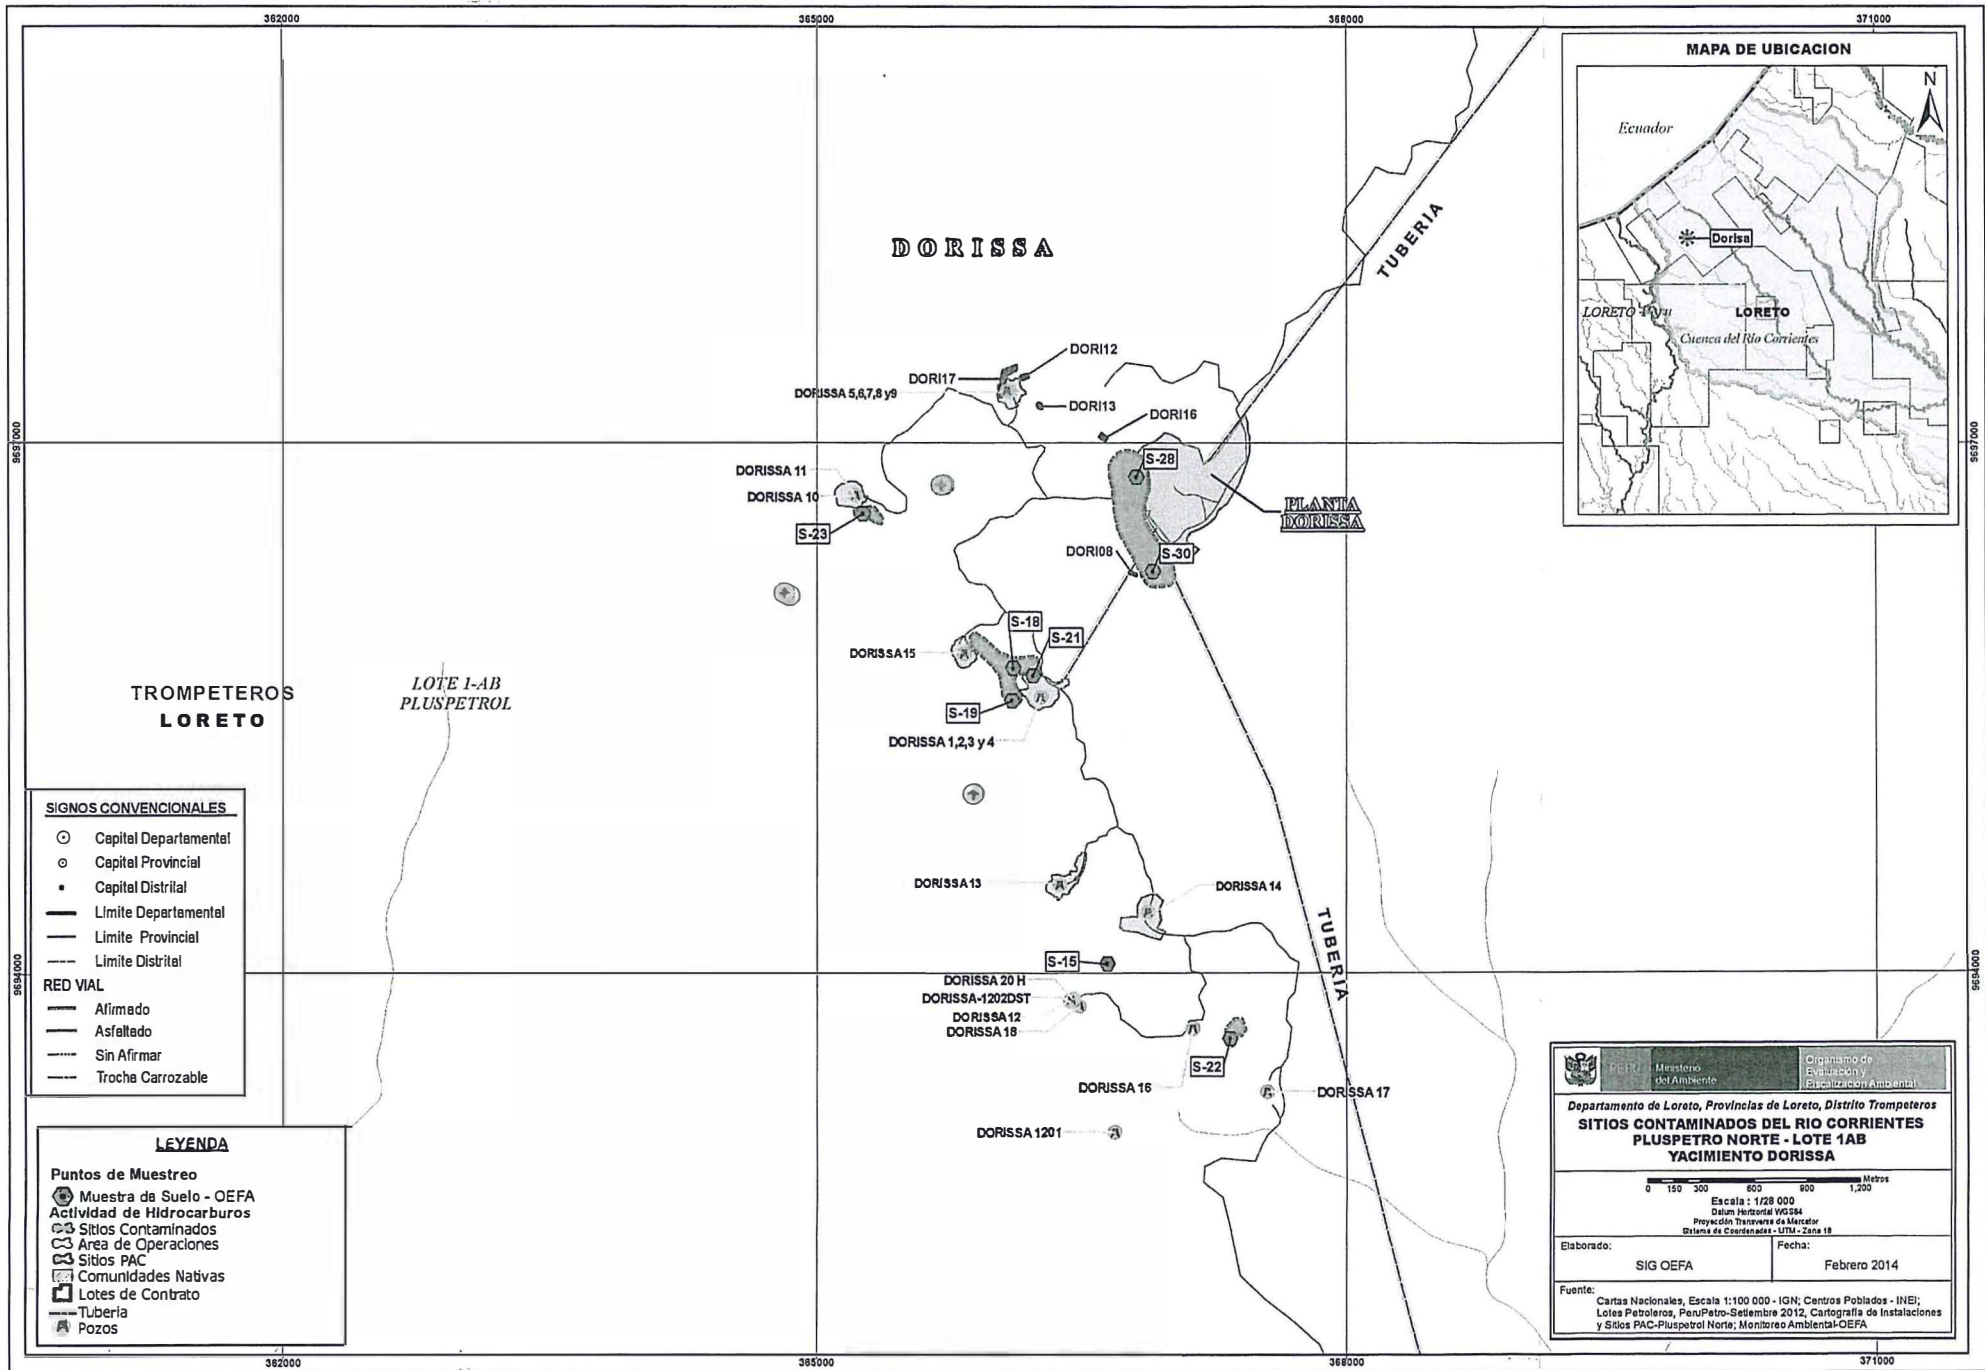 362000
365000
368000
371000
MAPA DE UBICACION
N
Ecuador
Dorisa
LORETO
LORETO
Cuenca del Rio Corrientes
DORISSA
TUBERIA
DORI12
DORI17
DORISSA 5,6,7,8 y9
DORI13
DORI16
9697000
9697000
S-28
DORISSA 11
DORISSA 10
S-23
PLANTA
DORISSA
DORI08
S-30
S-18
S-21
DORISSA15
TROMPETEROS
LORETO
LOTE 1-AB
PLUSPETROL
S-19
DORISSA 1,2,3 y 4
DORISSA13
DORISSA 14
TUBERIA
S-15
9694000
9694000
DORISSA 20 H
DORISSA-1202DST
DORISSA12
DORISSA 18
S-22
DORISSA 16
DORISSA 17
DORISSA 1201
SIGNOS CONVENCIONALES
Capital Departamental
Capital Provincial
Capital Distrital
Limite Departamental
Limite Provincial
Limite Distrital
RED VIAL
Afirmado
Asfaltado
Sin Afirmar
Trocha Carrozable
LEYENDA
Puntos de Muestreo
Muestra de Suelo - OEFA
Actividad de Hidrocarburos
Sitios Contaminados
Area de Operaciones
Sitios PAC
Comunidades Nativas
Lotes de Contrato
Tuberia
Pozos
PERÚ
Ministerio
del Ambiente
Organismo de
Evaluación y
Fiscalización Ambiental
Departamento de Loreto, Provincias de Loreto, Distrito Trompeteros
SITIOS CONTAMINADOS DEL RIO CORRIENTES
PLUSPETRO NORTE - LOTE 1AB
YACIMIENTO DORISSA
Metros
0 150 300 600 900 1,200
Escala : 1/28 000
Datum Horizontal WGS84
Proyección Transversa de Mercator
Sistema de Coordenadas - UTM - Zona 18
Elaborado:
SIG OEFA
Fecha:
Febrero 2014
Fuente:
Cartas Nacionales, Escala 1:100 000 - IGN; Centros Poblados - INEI;
Lotes Petroleros, PeruPetro-Setiembre 2012, Cartografía de Instalaciones
y Sitios PAC-Pluspetrol Norte; Monitoreo Ambiental-OEFA
362000
365000
368000
371000